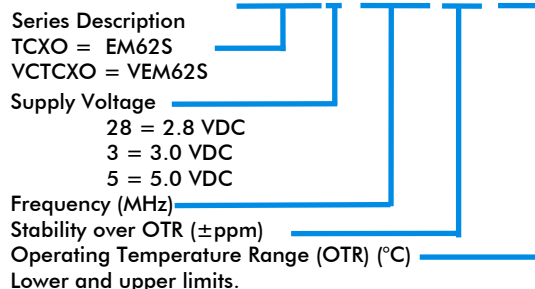 Series Description
TCXO = EM62S
VCTCXO = VEM62S
Supply Voltage
28 = 2.8 VDC
3 = 3.0 VDC
5 = 5.0 VDC
Frequency (MHz)
Stability over OTR (±ppm)
Operating Temperature Range (OTR) (°C)
Lower and upper limits.